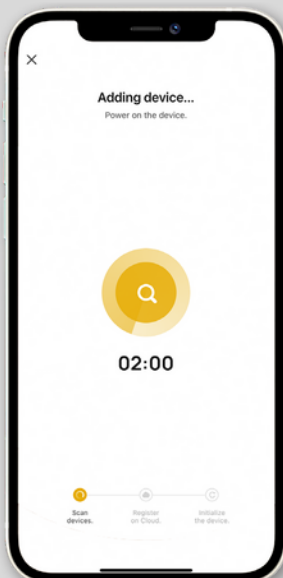 Adding device...
Power on the device.
02:00
Scan
devices.
Register
on Cloud.
Initialize
the device.